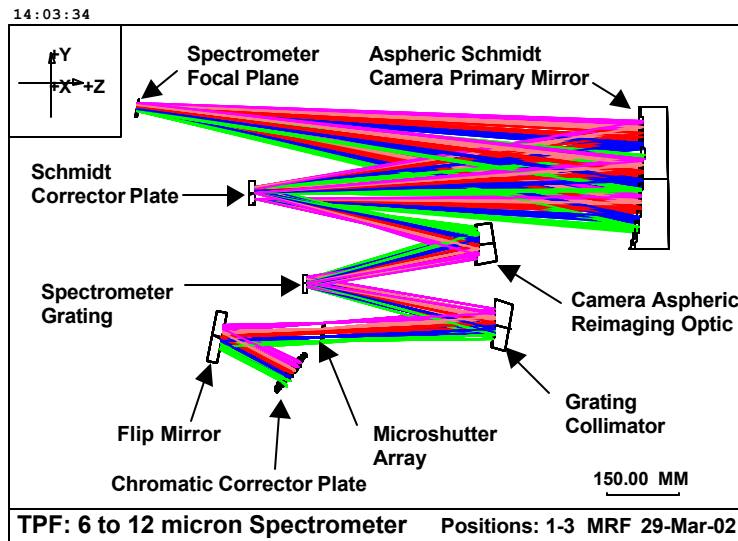 14:03:34
+Y
+X +Z
Spectrometer
Focal Plane
Aspheric Schmidt
Camera Primary Mirror
Schmidt
Corrector Plate
Spectrometer
Grating
Camera Aspheric
Reimaging Optic
Grating
Collimator
Flip Mirror
Microshutter
Array
Chromatic Corrector Plate
150.00 MM
TPF: 6 to 12 micron Spectrometer Positions: 1-3 MRF 29-Mar-02